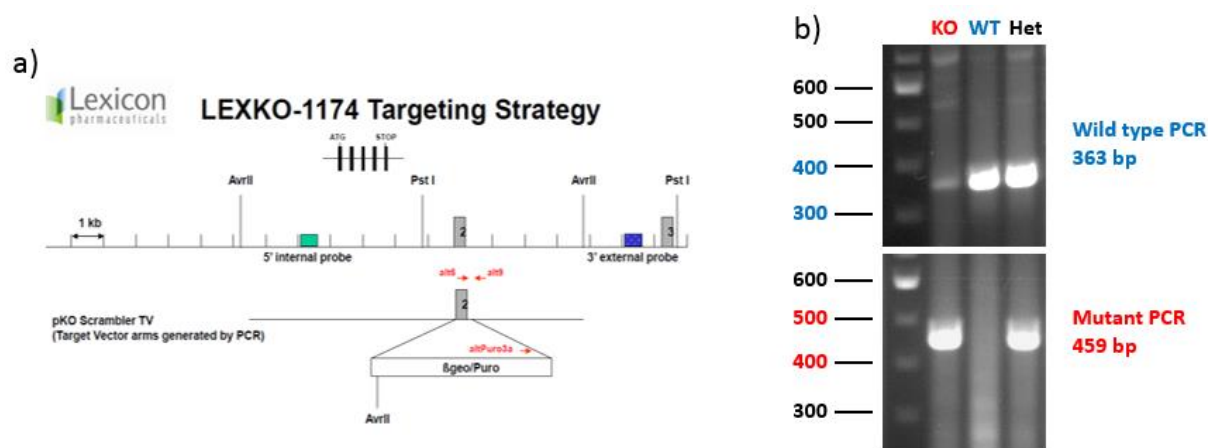 a)
Lexicon
pharmaceuticals
LEXKO-1174 Targeting Strategy
ATG STOP
AvrII Pst I AvrII Pst I
1 kb
2 3
5' internal probe 3' external probe
alt6 alt9
2
pKO Scrambler TV
(Target Vector arms generated by PCR)
altPuro3a
ßgeo/Puro
AvrII
b)
KO WT Het
600
500
400
300
Wild type PCR
363 bp
600
500
400
300
Mutant PCR
459 bp